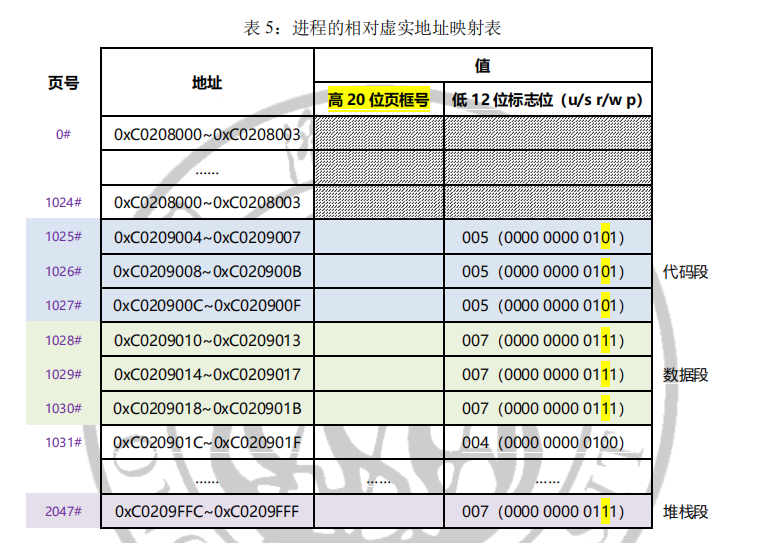 表 5：进程的相对虚实地址映射表
页号 地址 值
高 20 位页框号 低 12 位标志位（u/s r/w p）
0# 0xC0208000~0xC0208003
……
1024# 0xC0208000~0xC0208003
1025# 0xC0209004~0xC0209007 005（0000 0000 0101）
1026# 0xC0209008~0xC020900B 005（0000 0000 0101） 代码段
1027# 0xC020900C~0xC020900F 005（0000 0000 0101）
1028# 0xC0209010~0xC0209013 007（0000 0000 0111）
1029# 0xC0209014~0xC0209017 007（0000 0000 0111） 数据段
1030# 0xC0209018~0xC020901B 007（0000 0000 0111）
1031# 0xC020901C~0xC020901F 004（0000 0000 0100）
…… …… ……
2047# 0xC0209FFC~0xC0209FFF 007（0000 0000 0111） 堆栈段